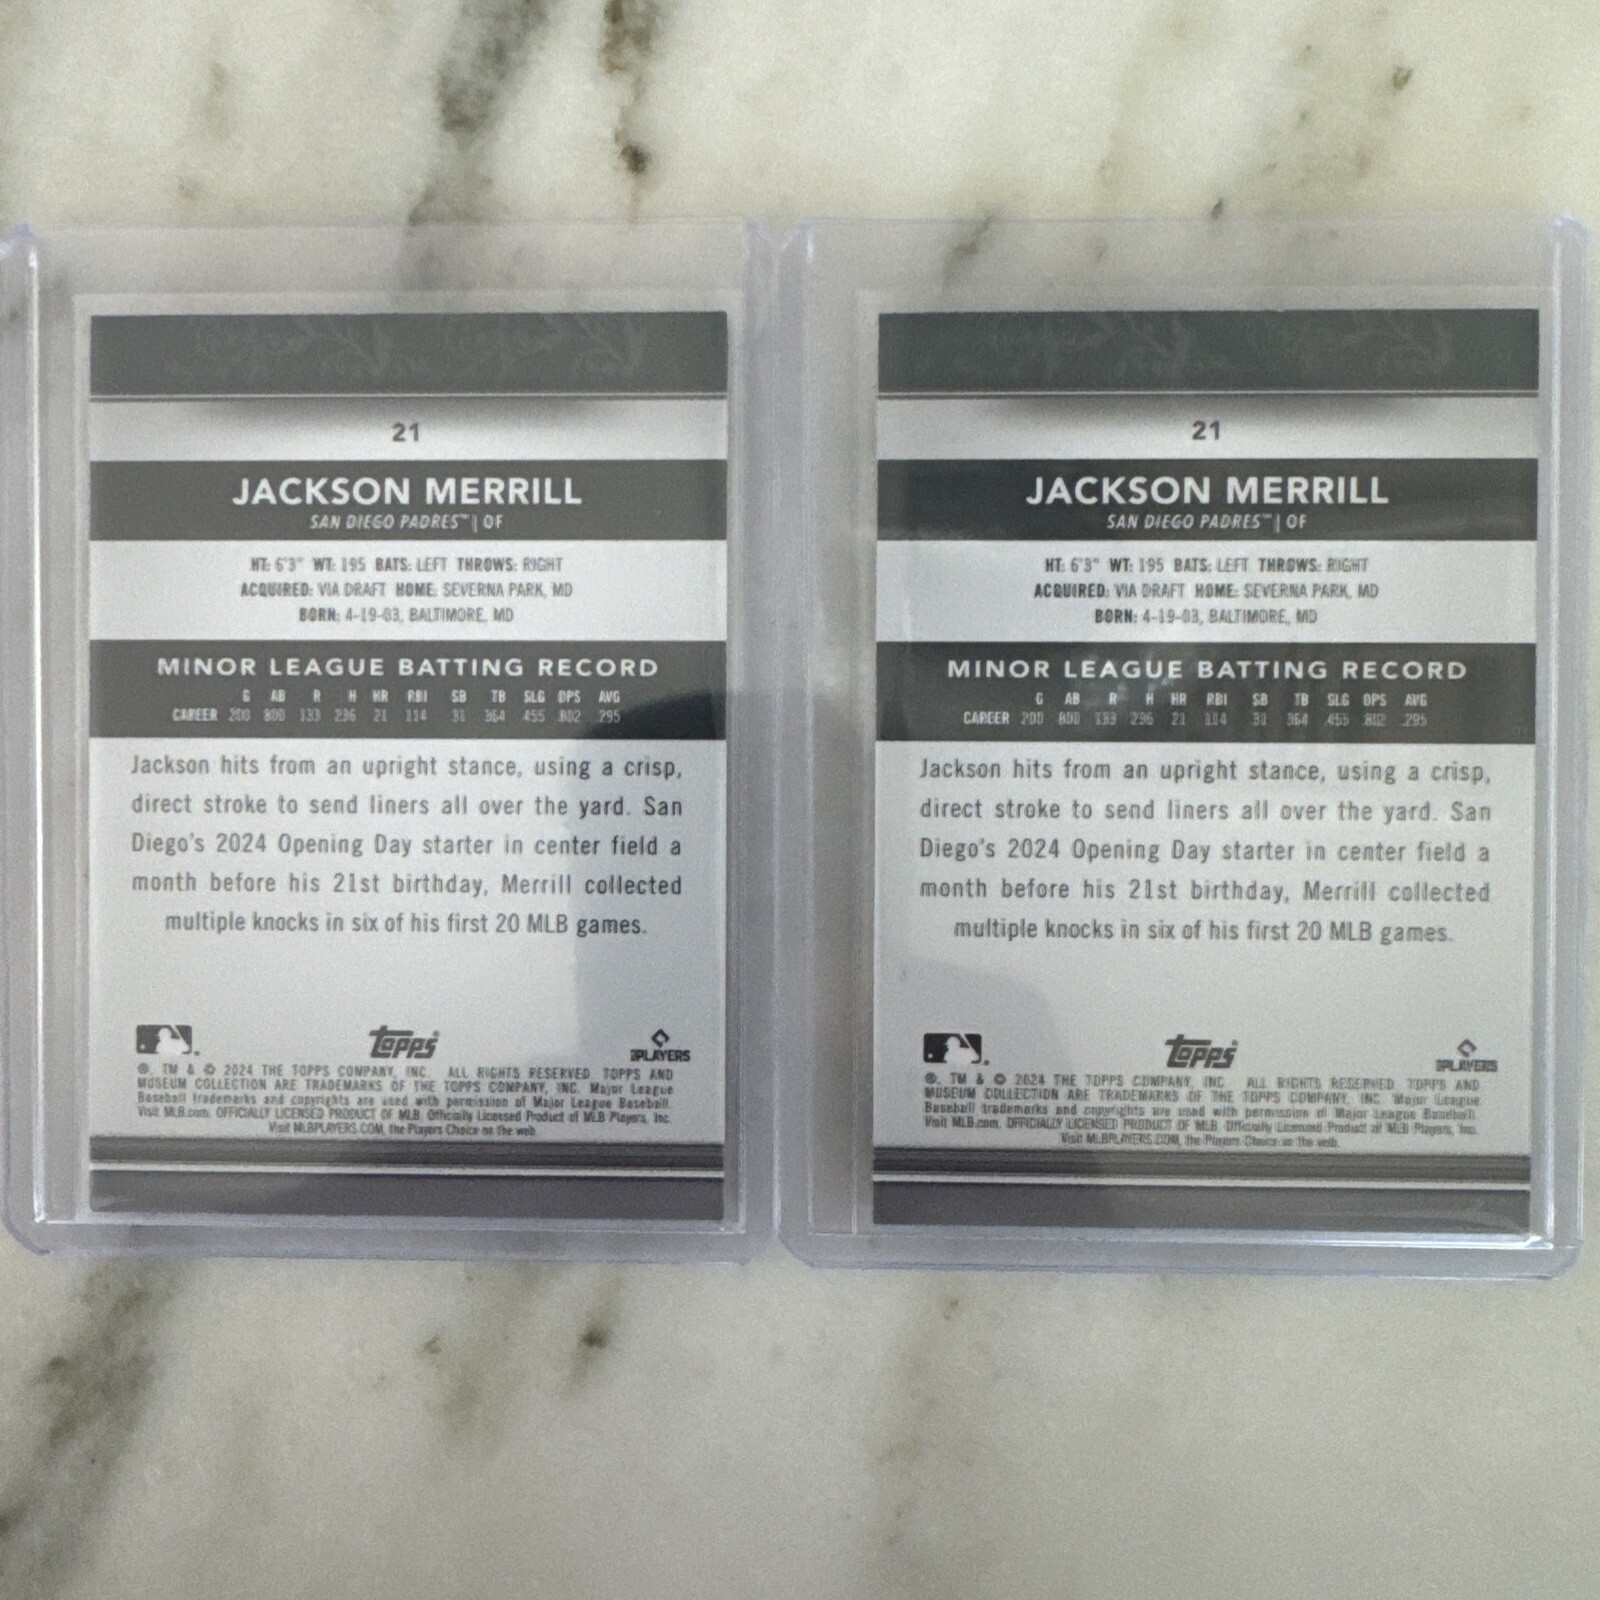 21
JACKSON MERRILL
SAN DIEGO PADRES™ | OF
HT: 6'3" WT: 195 BATS: LEFT THROWS: RIGHT
ACQUIRED: VIA DRAFT HOME: SEVERNA PARK, MD
BORN: 4-19-03, BALTIMORE, MD
MINOR LEAGUE BATTING RECORD
G AB R H HR RBI SB TB SLG OPS AVG
CAREER 200 800 133 236 21 114 31 364 .455 .295
Jackson hits from an upright stance, using a crisp,
direct stroke to send liners all over the yard. San
Diego's 2024 Opening Day starter in center field a
month before his 21st birthday, Merrill collected
multiple knocks in six of his first 20 MLB games.
Topps®
PLAYERS
®, TM & © 2024 THE TOPPS COMPANY, INC. ALL RIGHTS RESERVED. TOPPS AND
MUSEUM COLLECTION ARE TRADEMARKS OF THE TOPPS COMPANY, INC. Major League
Baseball trademarks and copyrights are used with permission of Major League Baseball.
Visit MLB.com. OFFICIALLY LICENSED PRODUCT OF MLB. Officially Licensed Product of MLB Players, Inc.
Visit MLBPLAYERS.COM, the Players Choice on the web.
21
JACKSON MERRILL
SAN DIEGO PADRES™ | OF
HT: 6'3" WT: 195 BATS: LEFT THROWS: RIGHT
ACQUIRED: VIA DRAFT HOME: SEVERNA PARK, MD
BORN: 4-19-03, BALTIMORE, MD
MINOR LEAGUE BATTING RECORD
G AB R H HR RBI SB TB SLG OPS AVG
CAREER 200 800 133 236 21 114 31 364 .455 .295
Jackson hits from an upright stance, using a crisp,
direct stroke to send liners all over the yard. San
Diego's 2024 Opening Day starter in center field a
month before his 21st birthday, Merrill collected
multiple knocks in six of his first 20 MLB games.
Topps®
PLAYERS
®, TM & © 2024 THE TOPPS COMPANY, INC. ALL RIGHTS RESERVED. TOPPS AND
MUSEUM COLLECTION ARE TRADEMARKS OF THE TOPPS COMPANY, INC. Major League
Baseball trademarks and copyrights are used with permission of Major League Baseball.
Visit MLB.com. OFFICIALLY LICENSED PRODUCT OF MLB. Officially Licensed Product of MLB Players, Inc.
Visit MLBPLAYERS.COM, the Players Choice on the web.